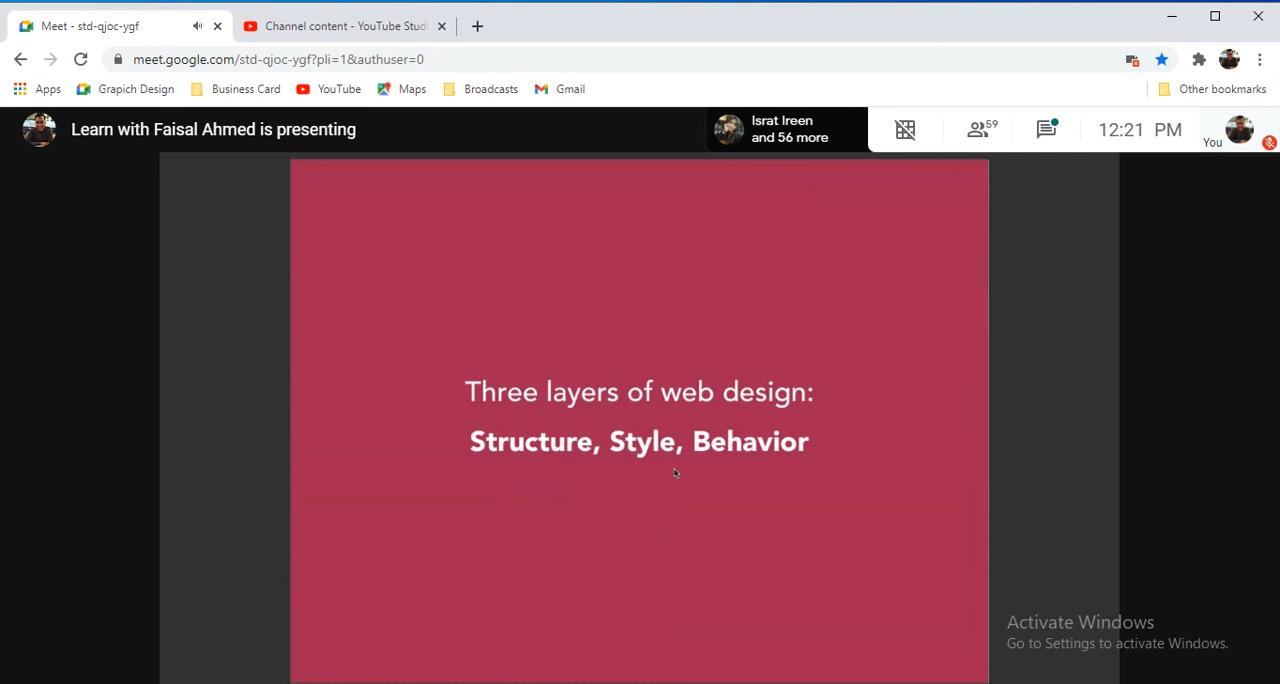 Meet - std-qjoc-ygf
Channel content - YouTube Studi
meet.google.com/std-qjoc-ygf?pli=1&authuser=0
Apps
Grapich Design
Business Card
YouTube
Maps
Broadcasts
Gmail
Other bookmarks
Learn with Faisal Ahmed is presenting
Israt Ireen
and 56 more
59
12:21 PM
You
Three layers of web design:
Structure, Style, Behavior
Activate Windows
Go to Settings to activate Windows.